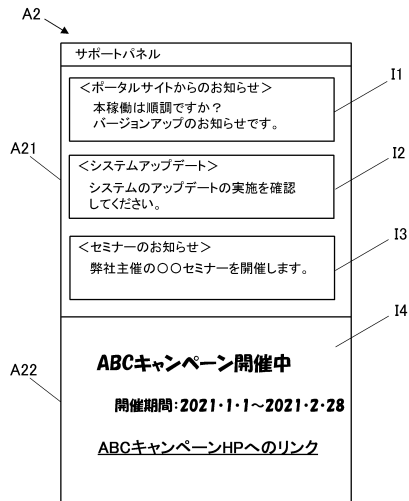 A2
サポートパネル
＜ポータルサイトからのお知らせ＞
本稼働は順調ですか？
バージョンアップのお知らせです。
I1
A21
＜システムアップデート＞
システムのアップデートの実施を確認
してください。
I2
＜セミナーのお知らせ＞
弊社主催の〇〇セミナーを開催します。
I3
I4
A22
ABCキャンペーン開催中
開催期間：2021・1・1～2021・2・28
ABCキャンペーンHPへのリンク